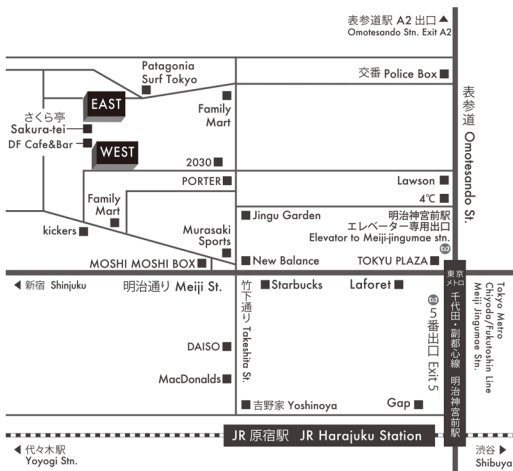 表参道駅 A2 出口
Omotesando Stn. Exit A2
Patagonia
Surf Tokyo
交番 Police Box
EAST
Family
Mart
さくら亭
Sakura-tei
DF Cafe&Bar
WEST
表参道 Omotesando St.
2030
PORTER
Lawson
4℃
Family
Mart
Jingu Garden
明治神宮前駅
エレベーター専用出口
Elevator to Meiji-jingumae stn.
kickers
Murasaki
Sports
MOSHI MOSHI BOX
New Balance
TOKYU PLAZA
新宿 Shinjuku
明治通り Meiji St.
竹下通り Takeshita St.
Starbucks
Laforet
5番出口 Exit 5
東京
メトロ
千代田・副都心線 明治神宮前駅
Tokyo Metro
Chiyoda/Fukutoshin Line
Meiji Jingumae Stn.
DAISO
MacDonalds
吉野家 Yoshinoya
Gap
JR 原宿駅 JR Harajuku Station
代々木駅
Yoyogi Stn.
渋谷
Shibuya